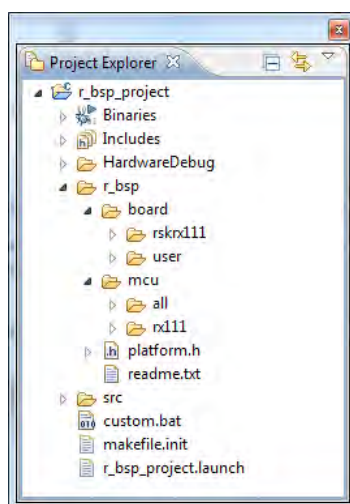 Project Explorer
r_bsp_project
Binaries
Includes
HardwareDebug
r_bsp
board
rskrx111
user
mcu
all
rx111
platform.h
readme.txt
src
custom.bat
makefile.init
r_bsp_project.launch